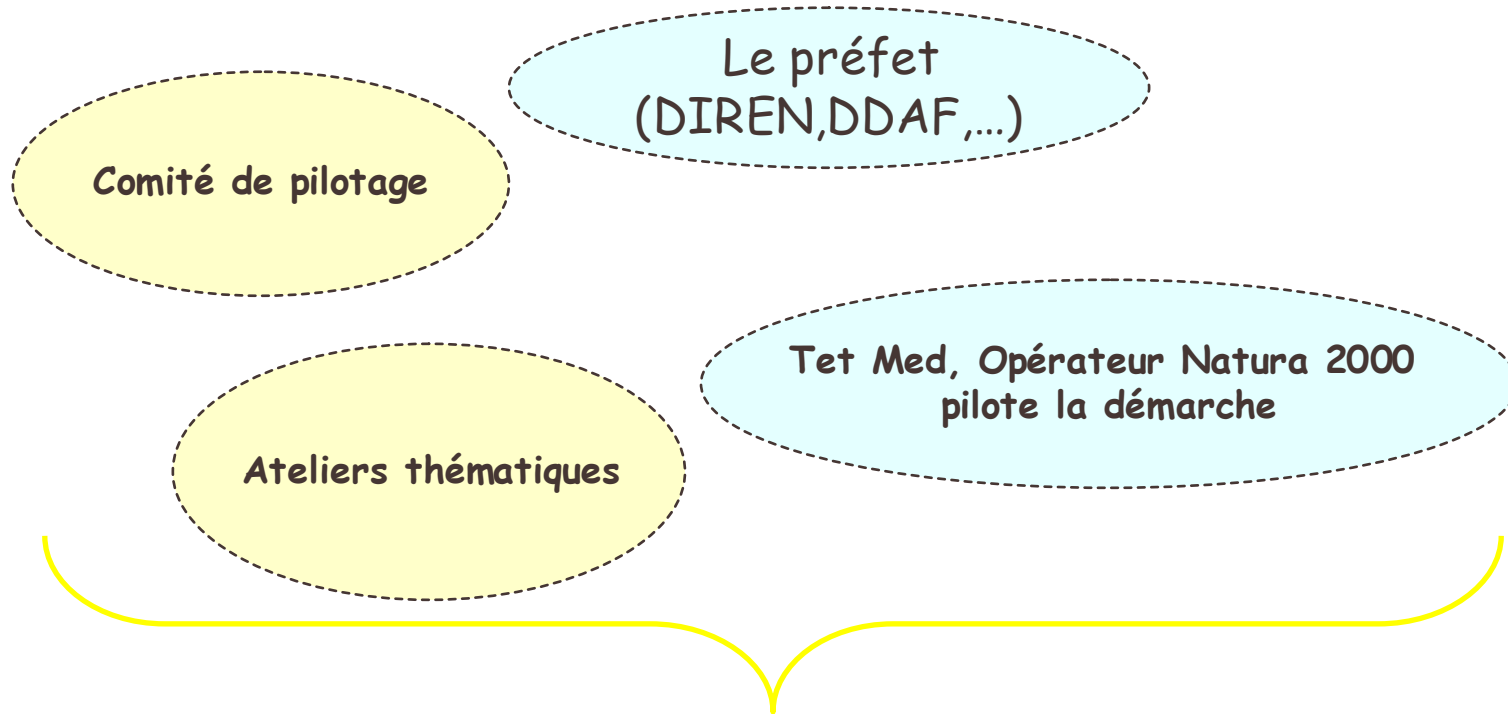 Le préfet
(DIREN,DDAF,...)
Comité de pilotage
Tet Med, Opérateur Natura 2000
pilote la démarche
Ateliers thématiques